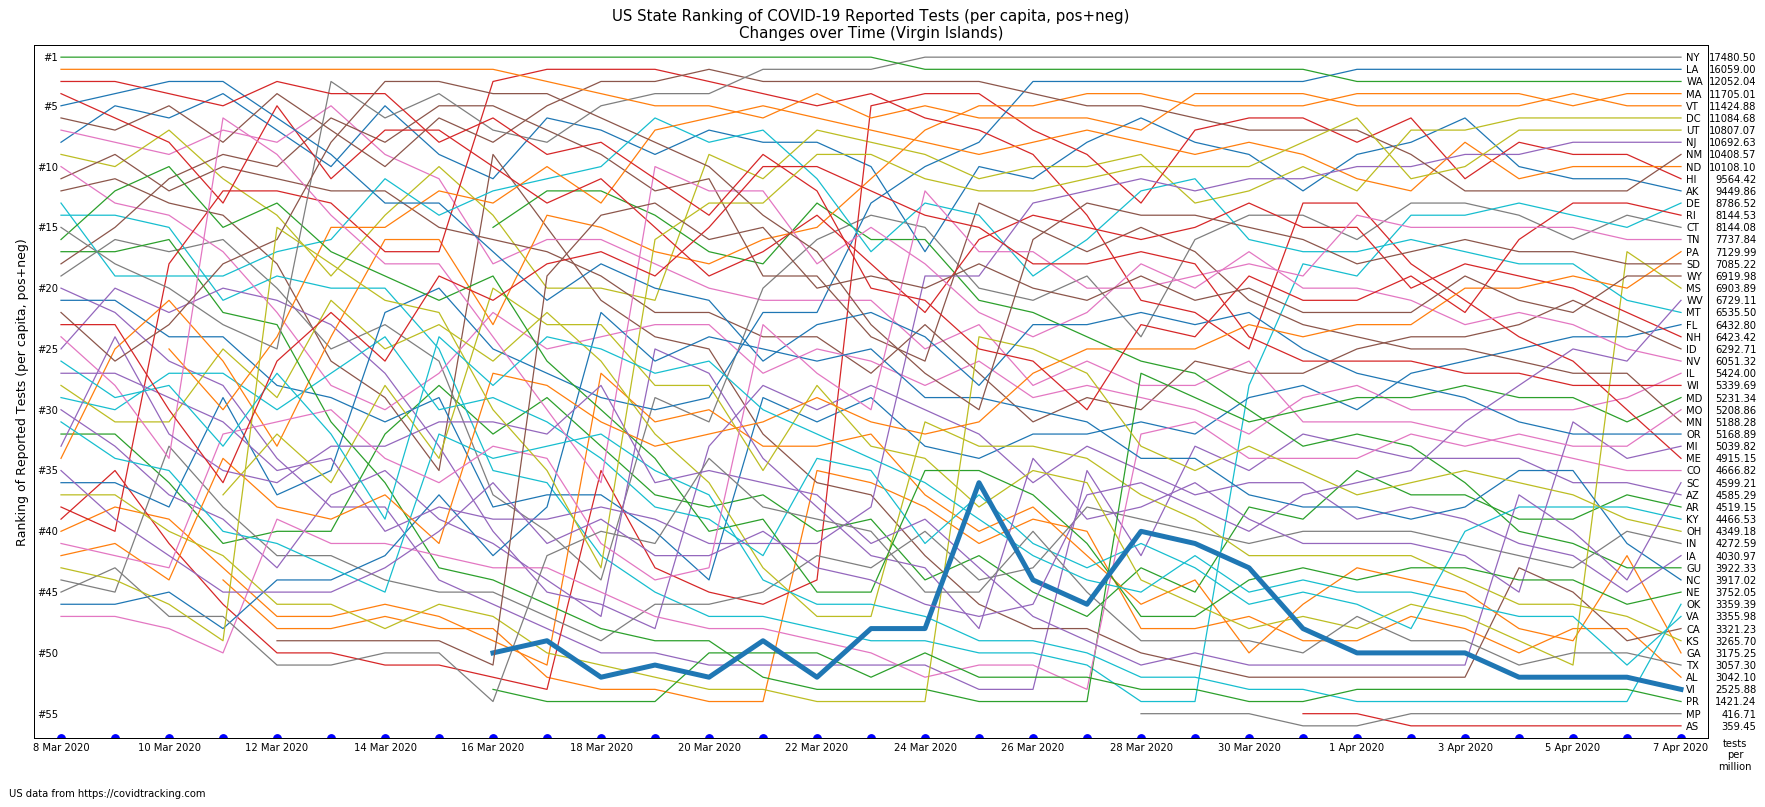 US State Ranking of COVID-19 Reported Tests (per capita, pos+neg)
Changes over Time (Virgin Islands)
Ranking of Reported Tests (per capita, pos+neg)
#1
#5
#10
#15
#20
#25
#30
#35
#40
#45
#50
#55
NY 17480.50
LA 16059.00
WA 12052.04
MA 11705.01
VT 11424.88
DC 11084.68
UT 10807.07
NJ 10692.63
NM 10408.57
ND 10108.10
HI 9564.42
AK 9449.86
DE 8786.52
RI 8144.53
CT 8144.08
TN 7737.84
PA 7129.99
SD 7085.22
WY 6919.98
MS 6903.89
WV 6729.11
MT 6535.50
FL 6432.80
NH 6423.42
ID 6292.71
NV 6051.32
IL 5424.00
WI 5339.69
MD 5231.34
MO 5208.86
MN 5188.28
OR 5168.89
MI 5039.82
ME 4915.15
CO 4666.82
SC 4599.21
AZ 4585.29
AR 4519.15
KY 4466.53
OH 4349.18
IN 4272.59
IA 4030.97
GU 3922.33
NC 3917.02
NE 3752.05
OK 3359.39
VA 3355.98
CA 3321.23
KS 3265.70
GA 3175.25
TX 3057.30
AL 3042.10
VI 2525.88
PR 1421.24
MP 416.71
AS 359.45
8 Mar 2020 10 Mar 2020 12 Mar 2020 14 Mar 2020 16 Mar 2020 18 Mar 2020 20 Mar 2020 22 Mar 2020 24 Mar 2020 26 Mar 2020 28 Mar 2020 30 Mar 2020 1 Apr 2020 3 Apr 2020 5 Apr 2020 7 Apr 2020
tests
per
million
US data from https://covidtracking.com